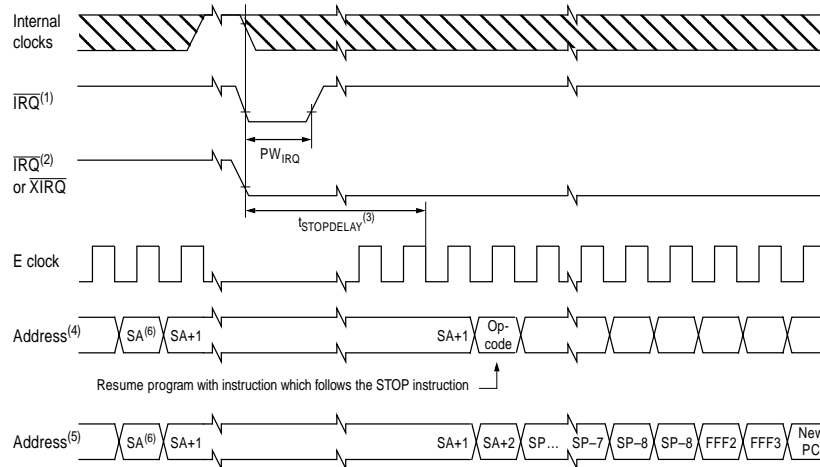 Internal
clocks
IRQ(1)
PWIRQ
IRQ(2)
or XIRQ
tSTOPDELAY(3)
E clock
Address(4) SA(6) SA+1 SA+1 Op-
code
Resume program with instruction which follows the STOP instruction
Address(5) SA(6) SA+1 SA+1 SA+2 SP… SP–7 SP–8 SP–8 FFF2 FFF3 New
PC